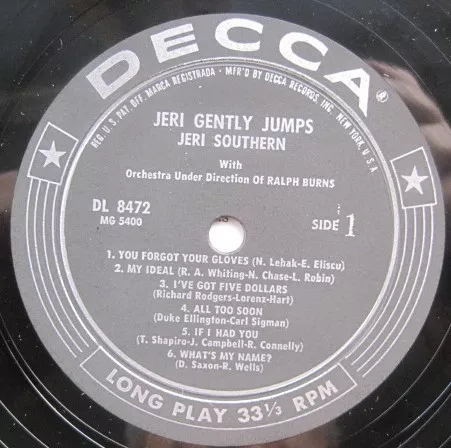 DECCA®
REG. U.S. PAT. OFF. MARCA REGISTRADA • MF'D BY DECCA RECORDS, INC., NEW YORK, U.S.A.
JERI GENTLY JUMPS
JERI SOUTHERN
With
Orchestra Under Direction Of RALPH BURNS
DL 8472
MG 5400
SIDE 1
1. YOU FORGOT YOUR GLOVES (N. Lehak-E. Eliscu)
2. MY IDEAL (R. A. Whiting-N. Chase-L. Robin)
3. I'VE GOT FIVE DOLLARS
(Richard Rodgers-Lorenz-Hart)
4. ALL TOO SOON
(Duke Ellington-Carl Sigman)
5. IF I HAD YOU
(T. Shapiro-J. Campbell-R. Connelly)
6. WHAT'S MY NAME?
(D. Saxon-R. Wells)
LONG PLAY 33⅓ RPM